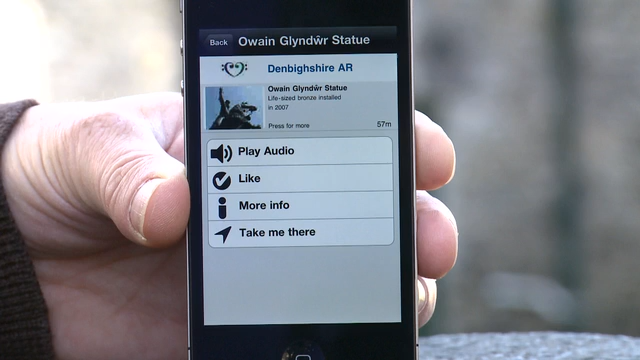 Back Owain Glyndŵr Statue
Denbighshire AR
Owain Glyndŵr Statue
Life-sized bronze installed
in 2007
Press for more 57m
Play Audio
Like
More info
Take me there